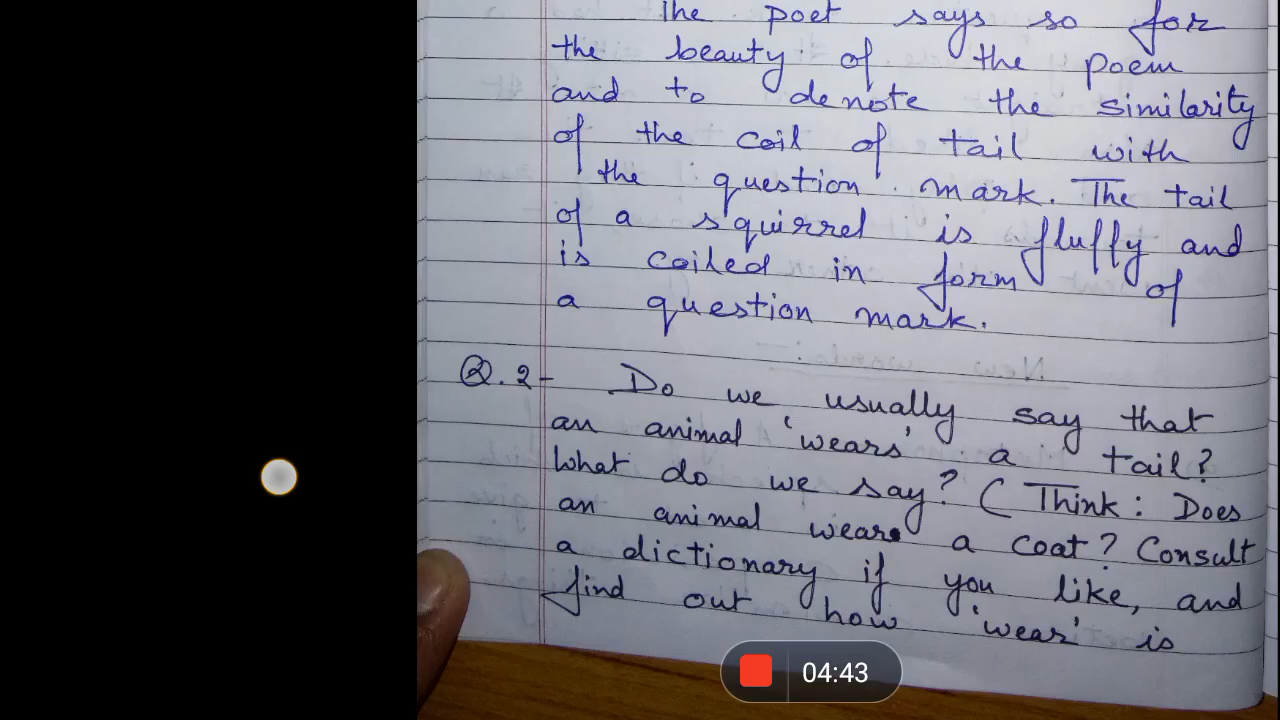 The poet says so for
the beauty of the poem
and to denote the similarity
of the coil of tail with
the question mark. The tail
of a squirrel is fluffy and
is coiled in form of
a question mark.
Q.2- Do we usually say that
an animal 'wears' a tail?
What do we say? ( Think: Does
an animal wear a coat? Consult
a dictionary if you like, and
find out how 'wear' is
04:43